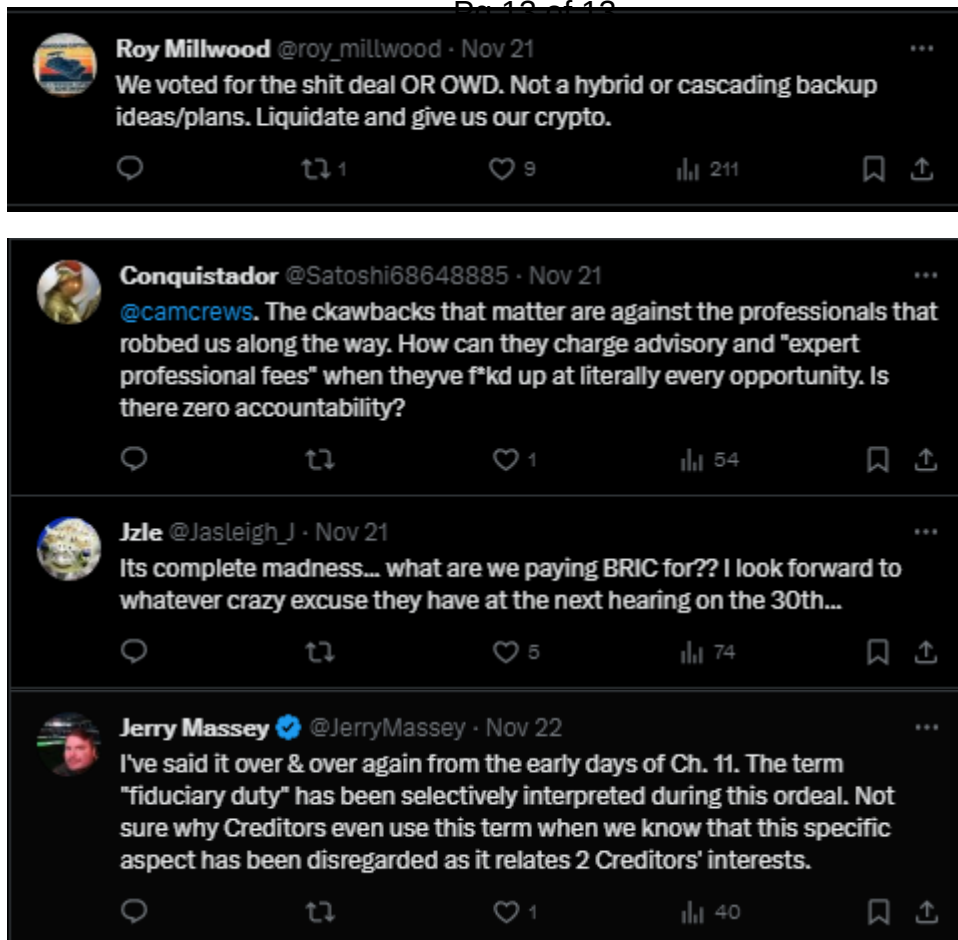 Pg 13 of 13
Roy Millwood @roy_millwood · Nov 21
We voted for the shit deal OR OWD. Not a hybrid or cascading backup
ideas/plans. Liquidate and give us our crypto.
1 9 211
Conquistador @Satoshi68648885 · Nov 21
@camcrews. The ckawbacks that matter are against the professionals that
robbed us along the way. How can they charge advisory and "expert
professional fees" when theyve f*kd up at literally every opportunity. Is
there zero accountability?
1 54
Jzle @Jasleigh_J · Nov 21
Its complete madness... what are we paying BRIC for?? I look forward to
whatever crazy excuse they have at the next hearing on the 30th...
5 74
Jerry Massey @JerryMassey · Nov 22
I've said it over & over again from the early days of Ch. 11. The term
"fiduciary duty" has been selectively interpreted during this ordeal. Not
sure why Creditors even use this term when we know that this specific
aspect has been disregarded as it relates 2 Creditors' interests.
1 40